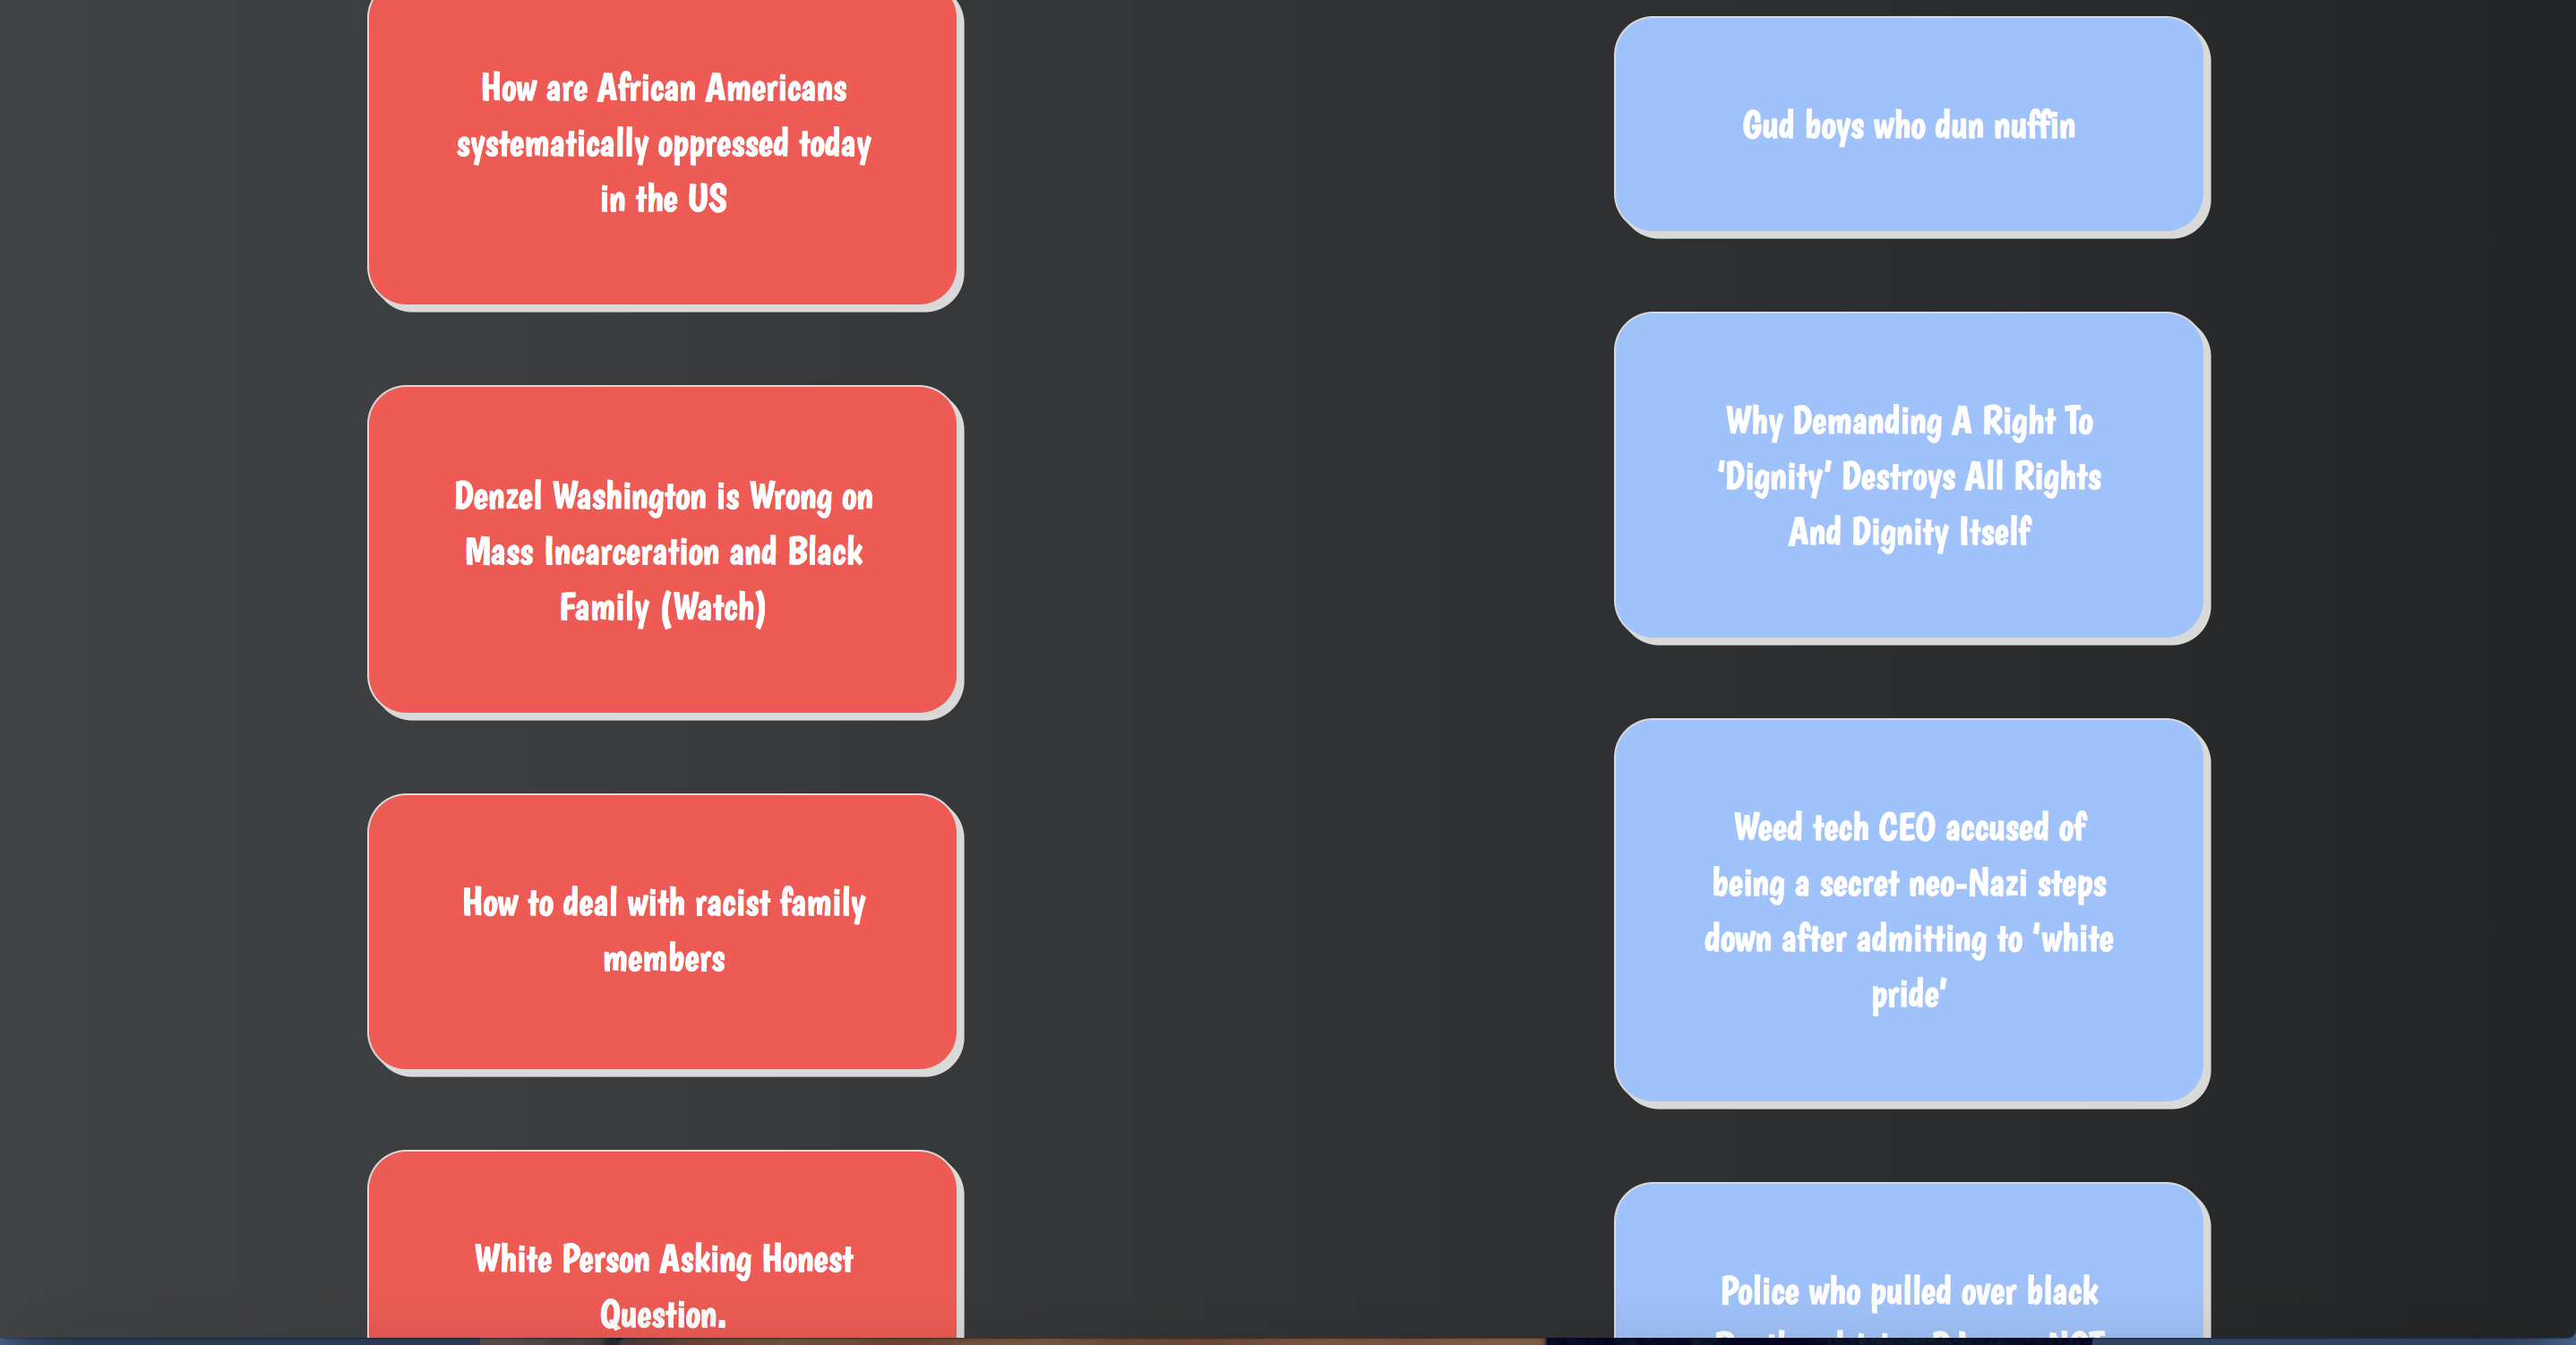 How are African Americans
systematically oppressed today
in the US
Denzel Washington is Wrong on
Mass Incarceration and Black
Family (Watch)
How to deal with racist family
members
White Person Asking Honest
Question.
Gud boys who dun nuffin
Why Demanding A Right To
‘Dignity’ Destroys All Rights
And Dignity Itself
Weed tech CEO accused of
being a secret neo-Nazi steps
down after admitting to ‘white
pride’
Police who pulled over black